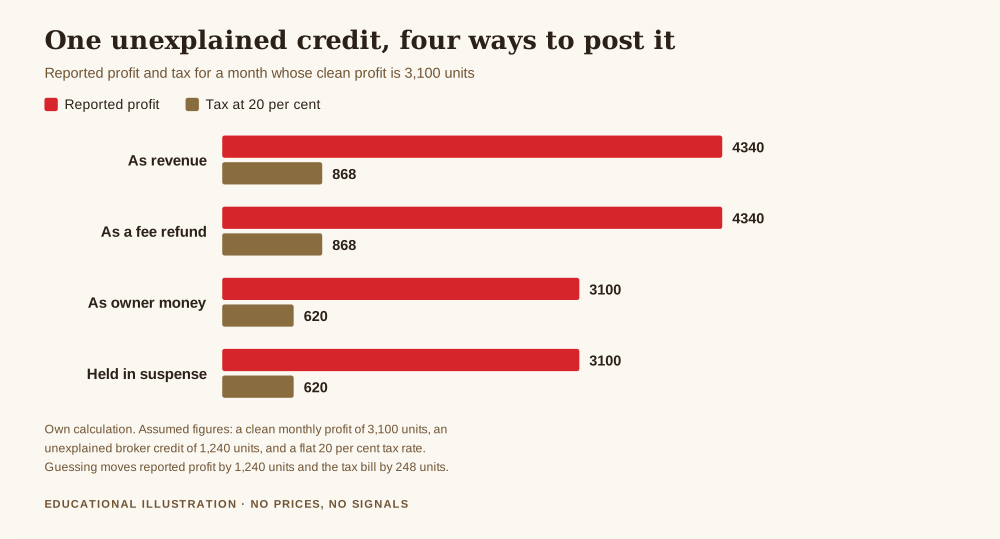 One unexplained credit, four ways to post it
Reported profit and tax for a month whose clean profit is 3,100 units
Reported profit
Tax at 20 per cent
As revenue
4340
868
As a fee refund
4340
868
As owner money
3100
620
Held in suspense
3100
620
Own calculation. Assumed figures: a clean monthly profit of 3,100 units, an
unexplained broker credit of 1,240 units, and a flat 20 per cent tax rate.
Guessing moves reported profit by 1,240 units and the tax bill by 248 units.
EDUCATIONAL ILLUSTRATION · NO PRICES, NO SIGNALS